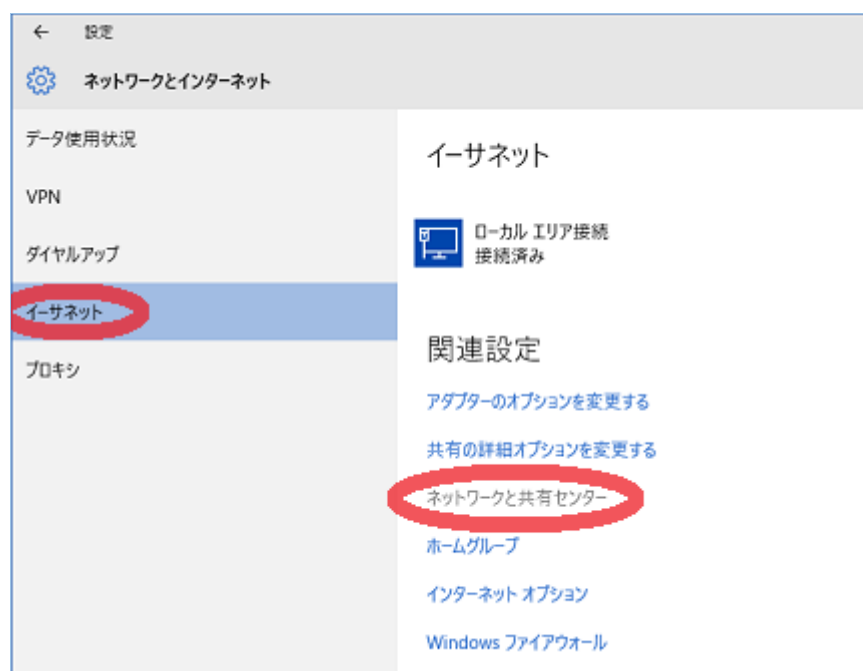 設定
ネットワークとインターネット
データ使用状況
VPN
ダイヤルアップ
イーサネット
プロキシ
イーサネット
ローカル エリア接続
接続済み
関連設定
アダプターのオプションを変更する
共有の詳細オプションを変更する
ネットワークと共有センター
ホームグループ
インターネット オプション
Windows ファイアウォール